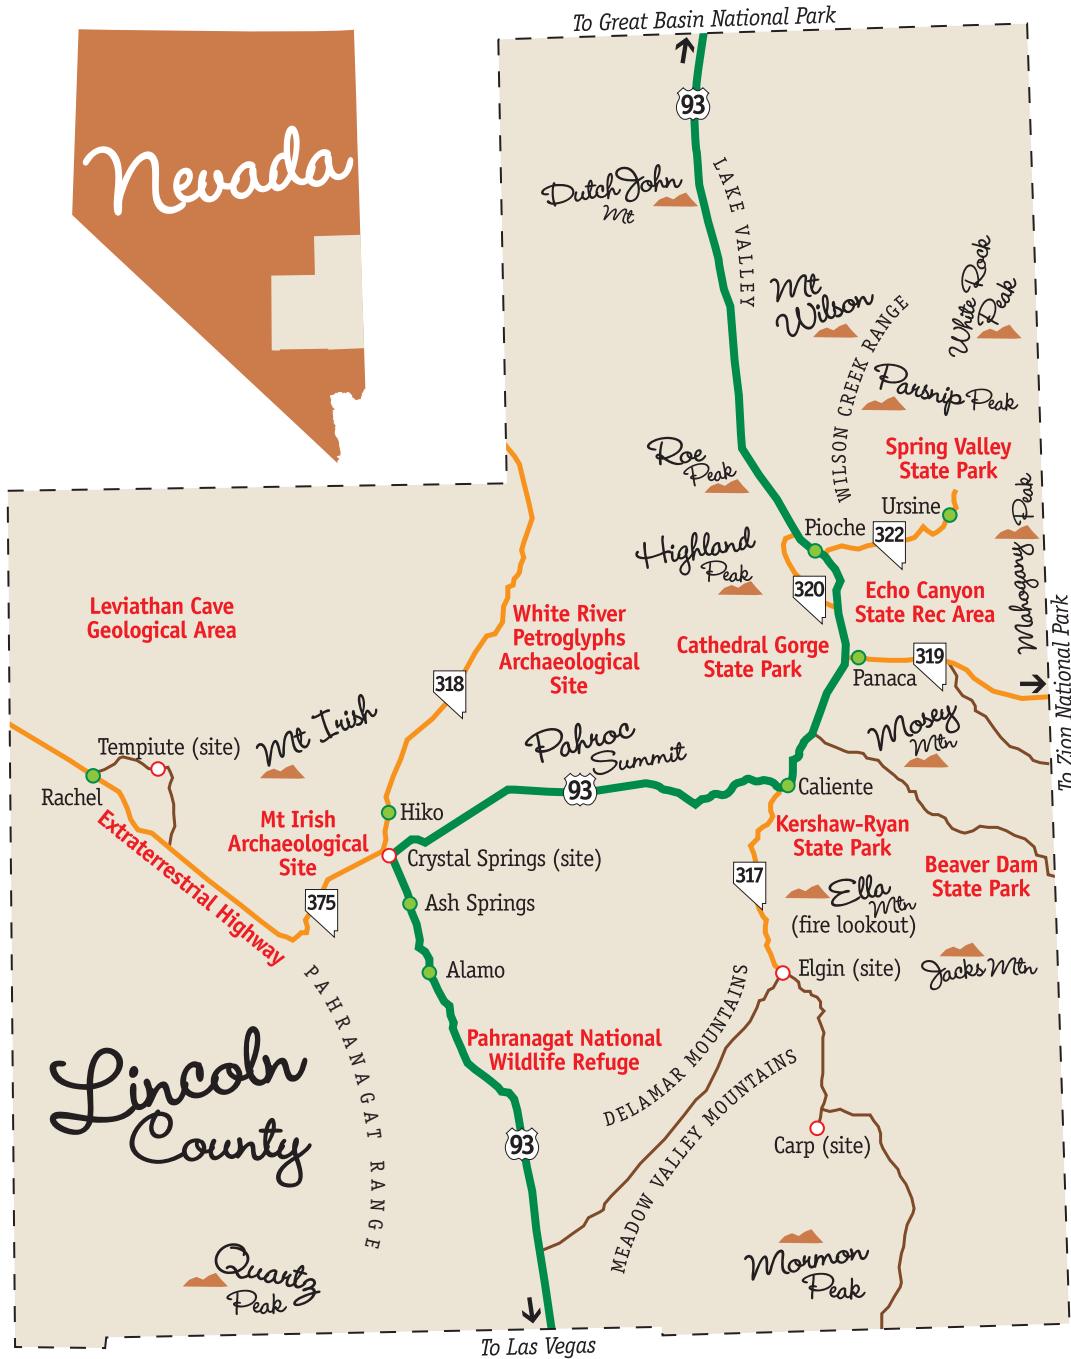 To Great Basin National Park
Nevada
93
LAKE VALLEY
Dutch John
Mt
Mt
Wilson
WILSON CREEK RANGE
White Rock
Peak
Parsnip Peak
Spring Valley
State Park
Roe
Peak
Ursine
Pioche
322
Mahogany Peak
Highland
Peak
320
Echo Canyon
State Rec Area
Leviathan Cave
Geological Area
White River
Petroglyphs
Archaeological
Site
Cathedral Gorge
State Park
319
Panaca
To Zion National Park
318
Mt Irish
Tempiute (site)
Rachel
Pahroc
Summit
93
Mosey
Mtn
Caliente
Hiko
Extraterrestrial Highway
Mt Irish
Archaeological
Site
Crystal Springs (site)
Kershaw-Ryan
State Park
Beaver Dam
State Park
317
375
Ash Springs
Ella
Mtn
(fire lookout)
Alamo
Elgin (site)
Jacks Mtn
PAHRANAGAT RANGE
Pahranagat National
Wildlife Refuge
DELAMAR MOUNTAINS
MEADOW VALLEY MOUNTAINS
Lincoln
County
93
Carp (site)
Quartz
Peak
Mormon
Peak
To Las Vegas